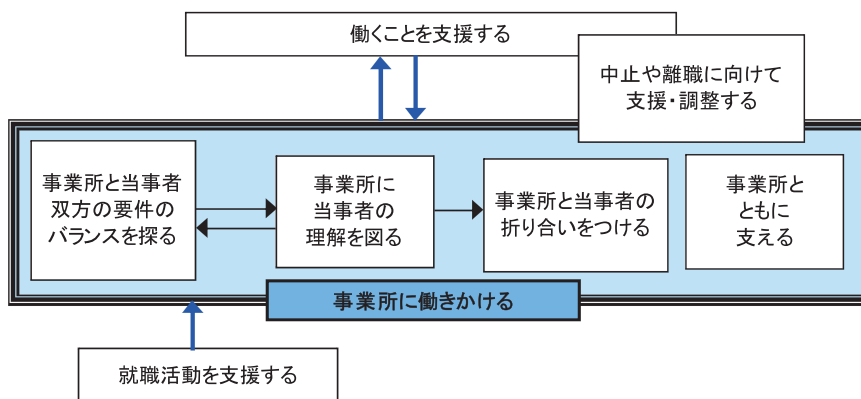 働くことを支援する
中止や離職に向けて
支援・調整する
事業所と当事者
双方の要件の
バランスを探る
事業所に
当事者の
理解を図る
事業所と当事者の
折り合いをつける
事業所と
ともに
支える
事業所に働きかける
就職活動を支援する